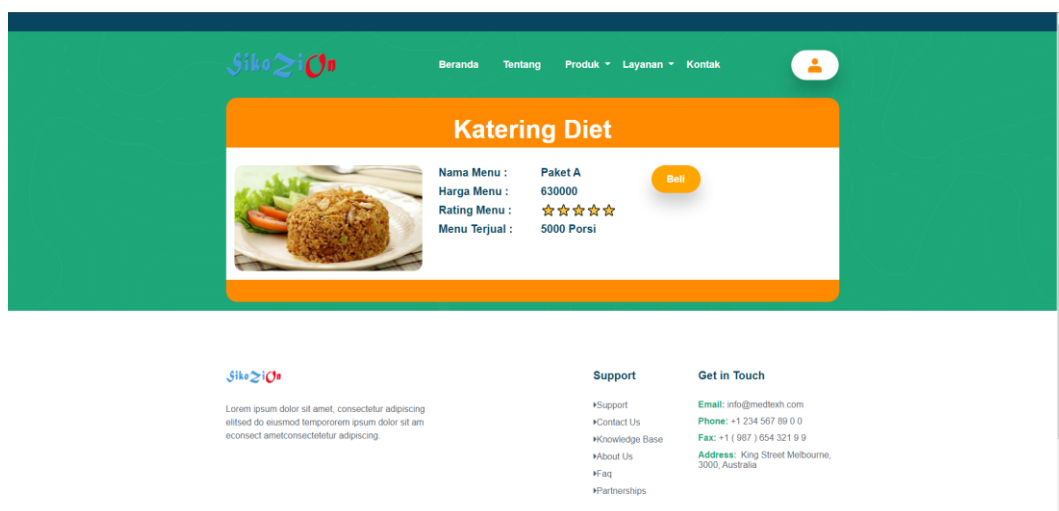 SikoZiOn
Beranda Tentang Produk Layanan Kontak
Katering Diet
Nama Menu : Paket A
Harga Menu : 630000
Rating Menu :
Menu Terjual : 5000 Porsi
Beli
SikoZiOn
Lorem ipsum dolor sit amet, consectetur adipiscing
elitsed do eiusmod tempororem ipsum dolor sit am
econsect ametconsectetetur adipiscing.
Support
Support
Contact Us
Knowledge Base
About Us
Faq
Partnerships
Get in Touch
Email: info@medtexh.com
Phone: +1 234 567 89 0 0
Fax: +1 ( 987 ) 654 321 9 9
Address: King Street Melbourne,
3000, Australia